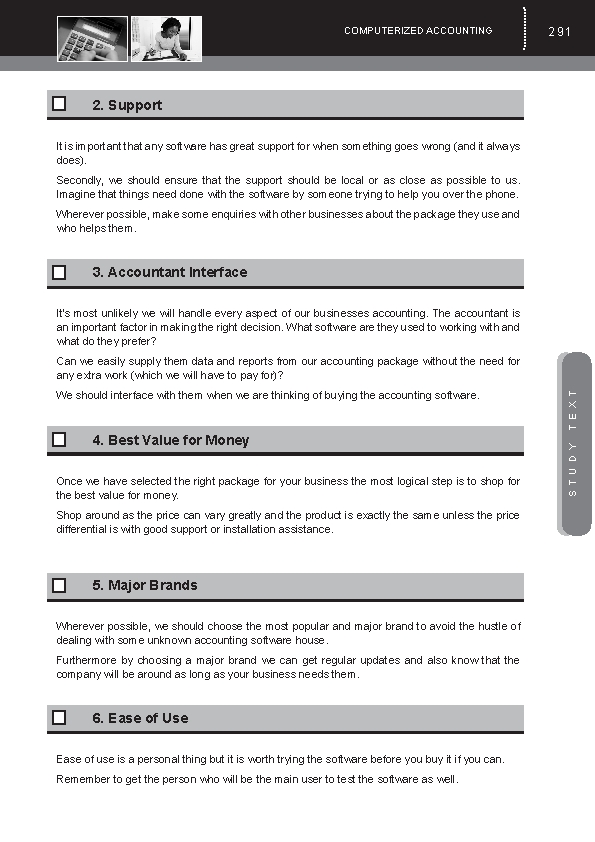 COMPUTERIZED ACCOUNTING
291
2. Support
It is important that any software has great support for when something goes wrong (and it always
does).
Secondly, we should ensure that the support should be local or as close as possible to us.
Imagine that things need done with the software by someone trying to help you over the phone.
Wherever possible, make some enquiries with other businesses about the package they use and
who helps them.
3. Accountant Interface
It's most unlikely we will handle every aspect of our businesses accounting. The accountant is
an important factor in making the right decision. What software are they used to working with and
what do they prefer?
Can we easily supply them data and reports from our accounting package without the need for
any extra work (which we will have to pay for)?
We should interface with them when we are thinking of buying the accounting software.
4. Best Value for Money
Once we have selected the right package for your business the most logical step is to shop for
the best value for money.
Shop around as the price can vary greatly and the product is exactly the same unless the price
differential is with good support or installation assistance.
5. Major Brands
Wherever possible, we should choose the most popular and major brand to avoid the hustle of
dealing with some unknown accounting software house.
Furthermore by choosing a major brand we can get regular updates and also know that the
company will be around as long as your business needs them.
6. Ease of Use
Ease of use is a personal thing but it is worth trying the software before you buy it if you can.
Remember to get the person who will be the main user to test the software as well.
STUDY TEXT